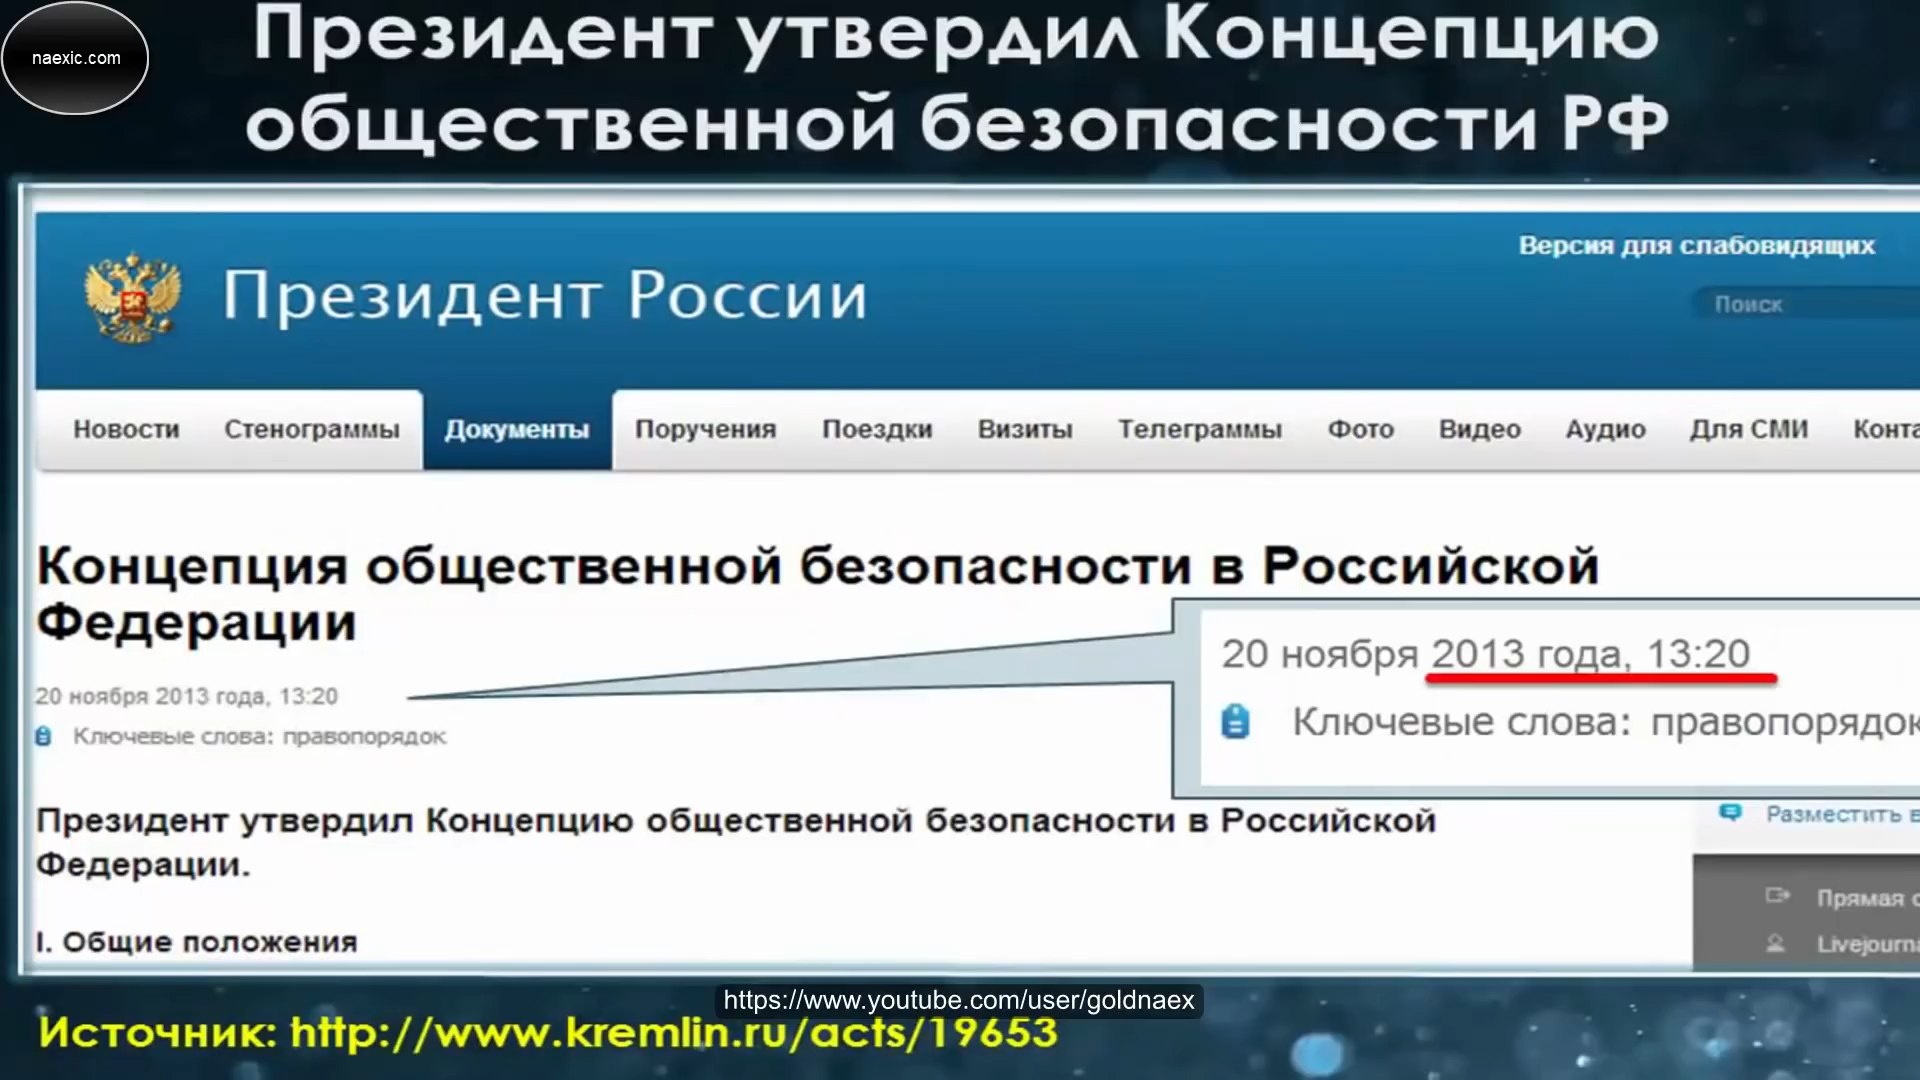 naexic.com
Президент утвердил Концепцию
общественной безопасности РФ
Версия для слабовидящих
Президент России
Поиск
Новости Стенограммы Документы Поручения Поездки Визиты Телеграммы Фото Видео Аудио Для СМИ
Концепция общественной безопасности в Российской
Федерации
20 ноября 2013 года, 13:20
20 ноября 2013 года, 13:20
Ключевые слова: правопорядок
Ключевые слова: правопорядок
Президент утвердил Концепцию общественной безопасности в Российской
Федерации.
Разместить в
Прямая
I. Общие положения
https://www.youtube.com/user/goldnaex
Источник: http://www.kremlin.ru/acts/19653